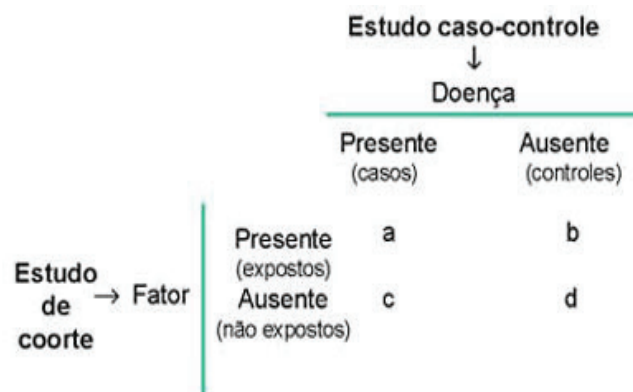 Estudo caso-controle
↓
Doença
Presente Ausente
(casos) (controles)
Presente a b
(expostos)
Estudo
de → Fator
coorte
Ausente c d
(não expostos)